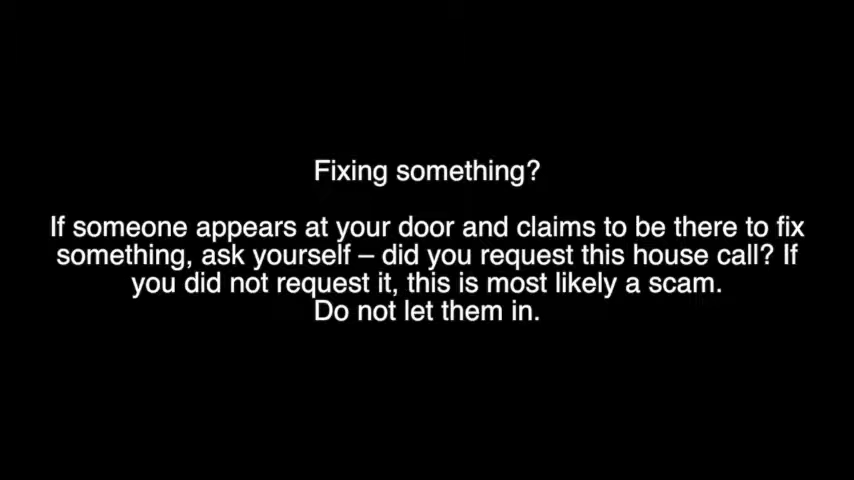 Fixing something?
If someone appears at your door and claims to be there to fix
something, ask yourself – did you request this house call? If
you did not request it, this is most likely a scam.
Do not let them in.